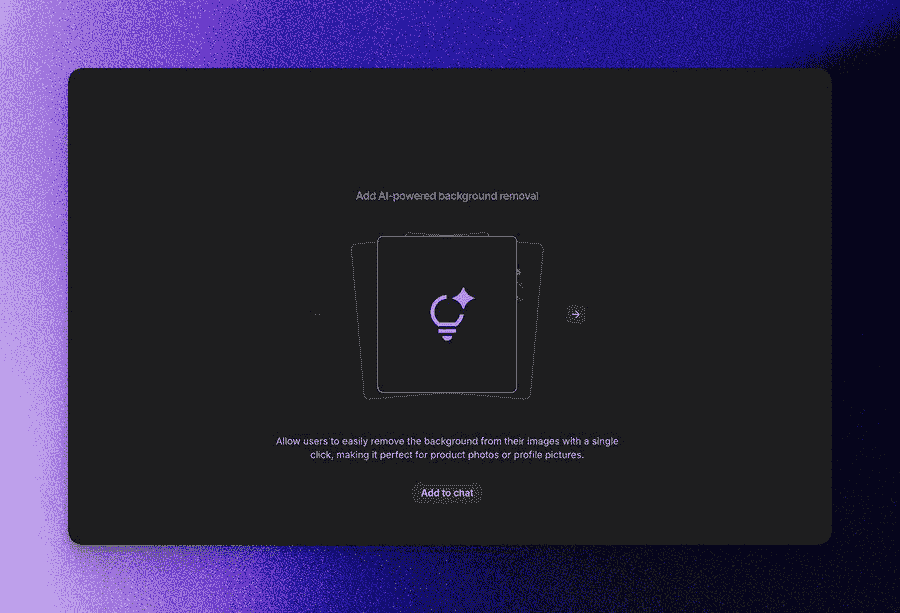 Add AI-powered background removal
Allow users to easily remove the background from their images with a single
click, making it perfect for product photos or profile pictures.
Add to chat